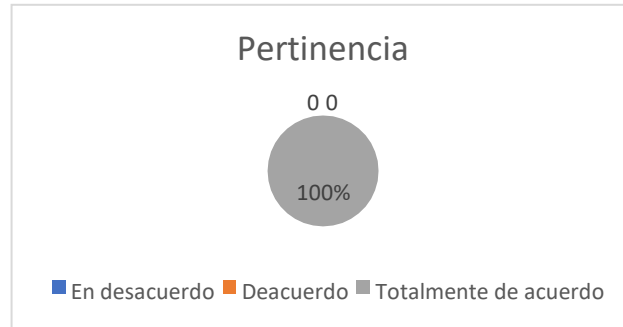 Pertinencia
0 0
100%
En desacuerdo Deacuerdo Totalmente de acuerdo